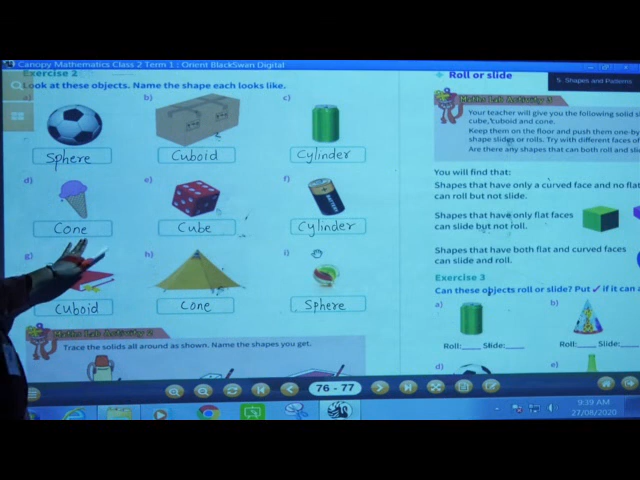 Canopy Mathematics Class 2 Term 1 : Orient BlackSwan Digital
Exercise 2
Look at these objects. Name the shape each looks like.
a)
b)
c)
Sphere
Cuboid
Cylinder
d)
e)
f)
Cone
Cube
Cylinder
g)
h)
i)
Cuboid
Cone
Sphere
Maths Lab Activity 2
Trace the solids all around as shown. Name the shapes you get.
Roll or slide
5. Shapes and Patterns
Maths Lab Activity 3
Your teacher will give you the following solid
cube, cuboid and cone.
Keep them on the floor and push them one-by
shape slides or rolls. Try with different faces of
Are there any shapes that can both roll and
You will find that:
Shapes that have only a curved face and no
can roll but not slide.
Shapes that have only flat faces
can slide but not roll.
Shapes that have both flat and curved faces
can slide and roll.
Exercise 3
Can these objects roll or slide? Put ✓ if it can
a)
b)
Roll:____ Slide:____
Roll:____ Slide:____
d)
e)
76 - 77
9:39 AM
27/08/2020